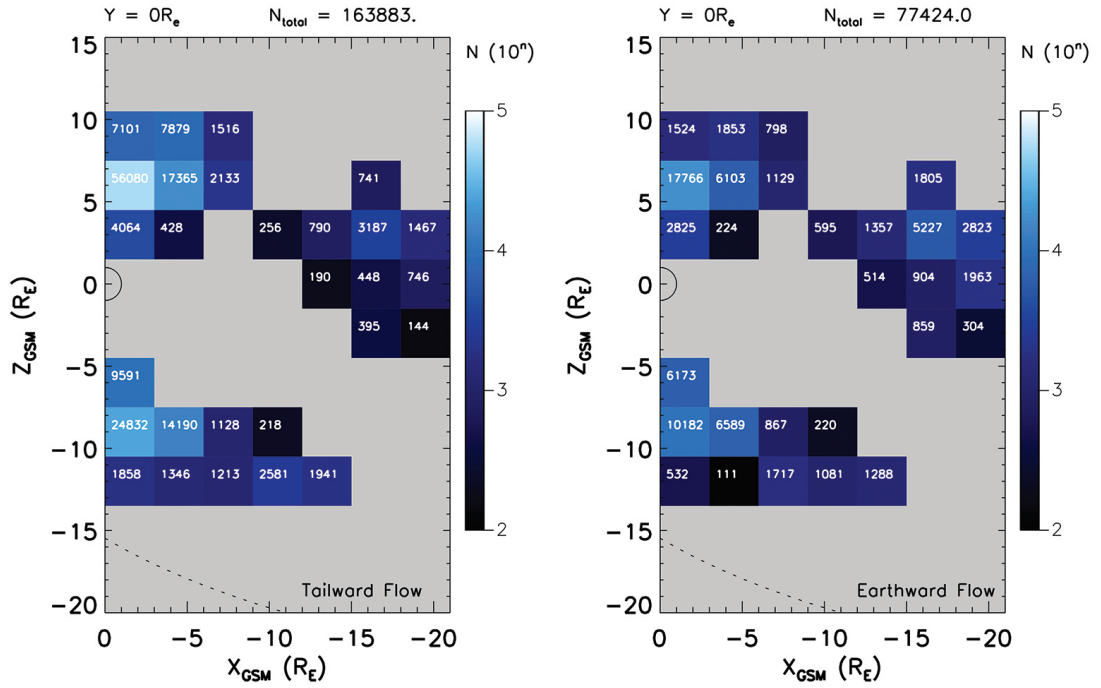 Y = 0Rₑ N_total = 163883.
15
10
5
0
−5
−10
−15
−20
Z_GSM (R_E)
7101 7879 1516
56080 17365 2133 741
4064 428 256 790 3187 1467
190 448 746
395 144
9591
24832 14190 1128 218
1858 1346 1213 2581 1941
Tailward Flow
0 −5 −10 −15 −20
X_GSM (R_E)
N (10ⁿ)
5
4
3
2
Y = 0Rₑ N_total = 77424.0
15
10
5
0
−5
−10
−15
−20
Z_GSM (R_E)
1524 1853 798
17766 6103 1129 1805
2825 224 595 1357 5227 2823
514 904 1963
859 304
6173
10182 6589 867 220
532 111 1717 1081 1288
Earthward Flow
0 −5 −10 −15 −20
X_GSM (R_E)
N (10ⁿ)
5
4
3
2